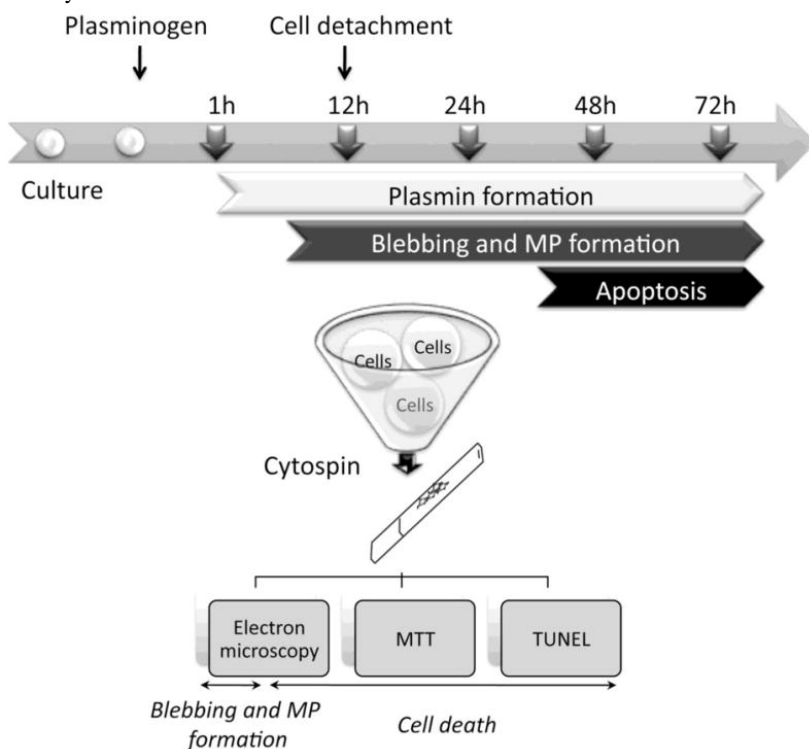 Plasminogen
Cell detachment
1h 12h 24h 48h 72h
Culture
Plasmin formation
Blebbing and MP formation
Apoptosis
Cells
Cells
Cells
Cytospin
Electron
microscopy
MTT
TUNEL
Blebbing and MP
formation
Cell death